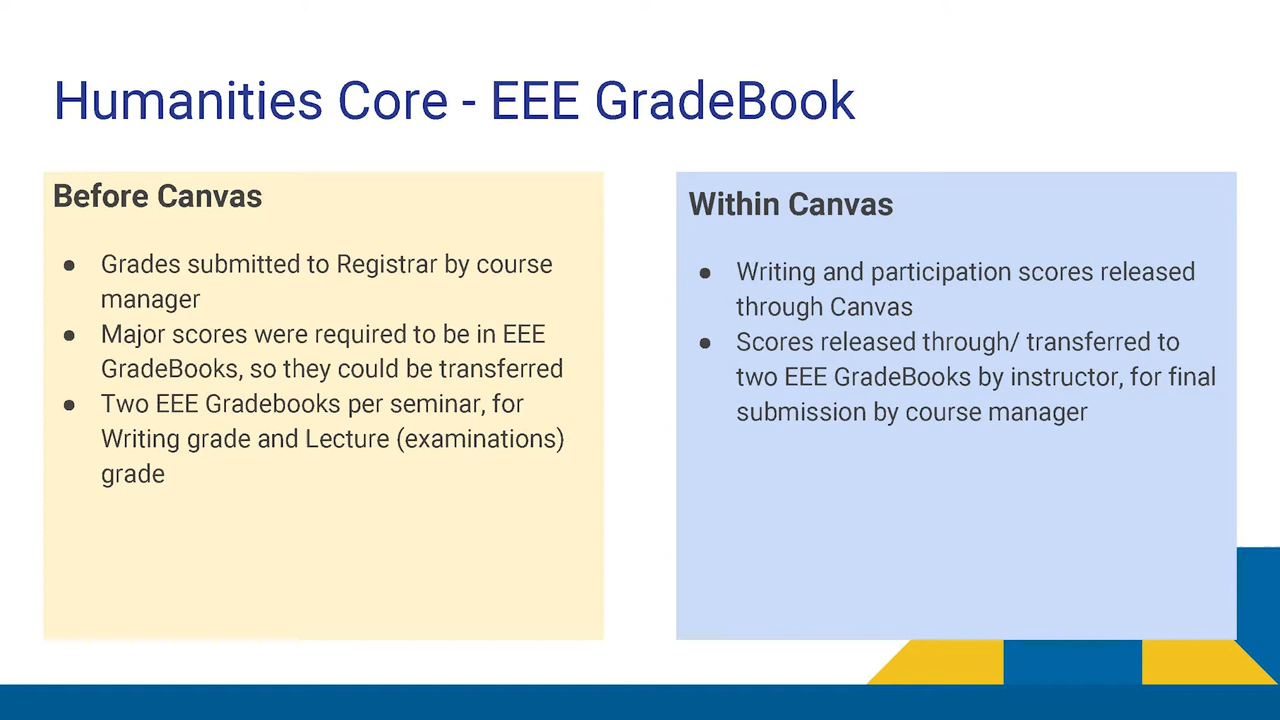 Humanities Core - EEE GradeBook
Before Canvas
● Grades submitted to Registrar by course
manager
● Major scores were required to be in EEE
GradeBooks, so they could be transferred
● Two EEE Gradebooks per seminar, for
Writing grade and Lecture (examinations)
grade
Within Canvas
● Writing and participation scores released
through Canvas
● Scores released through/ transferred to
two EEE GradeBooks by instructor, for final
submission by course manager